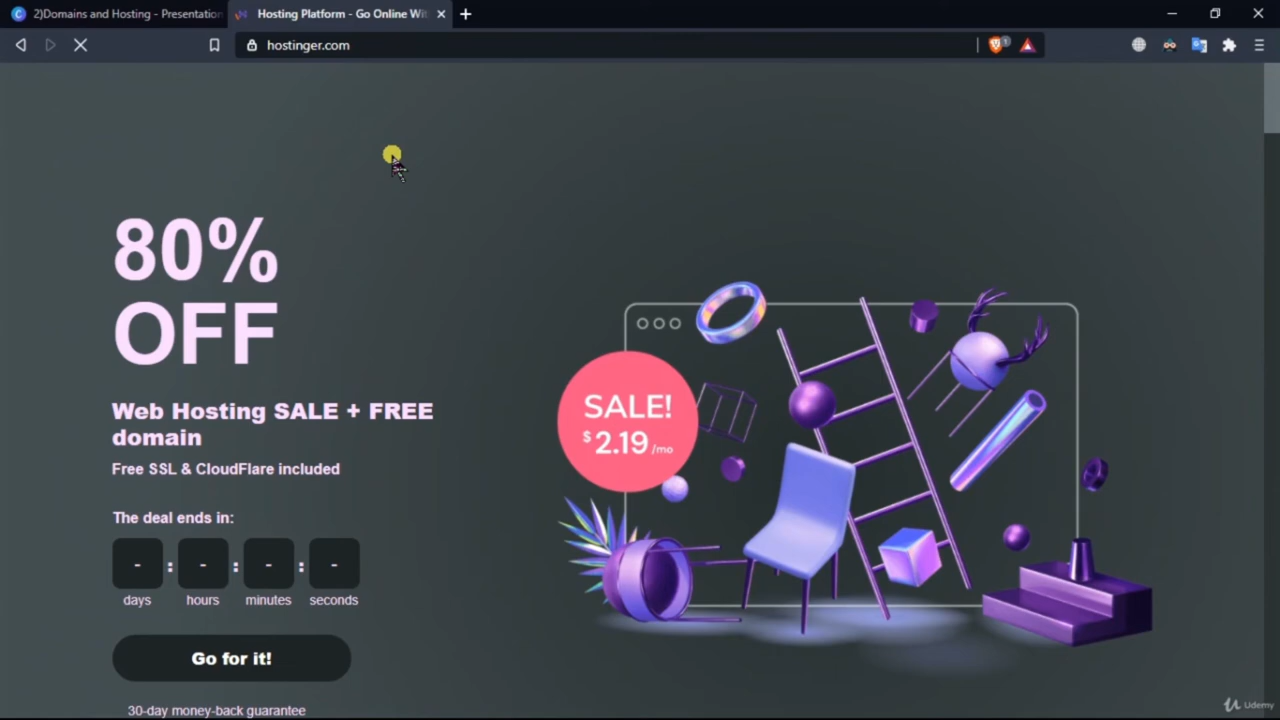 2)Domains and Hosting - Presentation
Hosting Platform - Go Online Wit
hostinger.com
80%
OFF
Web Hosting SALE + FREE
domain
Free SSL & CloudFlare included
The deal ends in:
- : - : - : -
days hours minutes seconds
Go for it!
30-day money-back guarantee
SALE!
$2.19/mo
Udemy